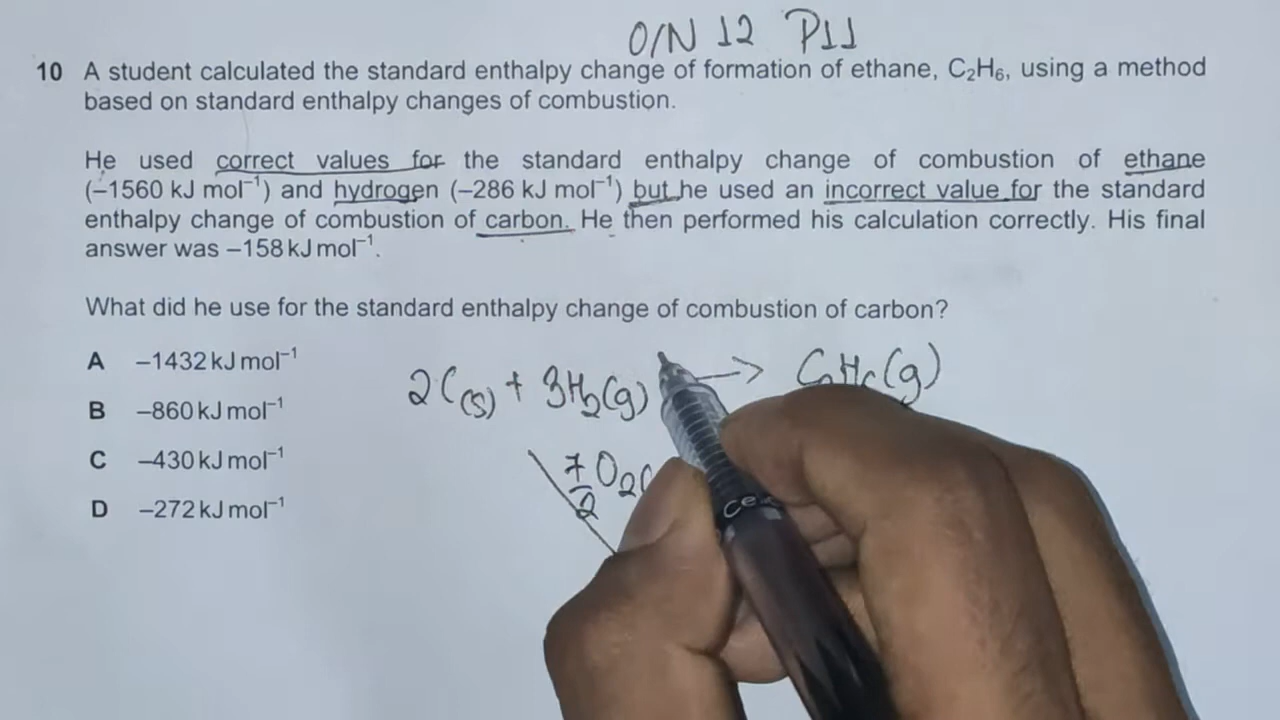 O/N 12 P11
10 A student calculated the standard enthalpy change of formation of ethane, C₂H₆, using a method
based on standard enthalpy changes of combustion.
He used correct values for the standard enthalpy change of combustion of ethane
(–1560 kJ mol⁻¹) and hydrogen (–286 kJ mol⁻¹) but he used an incorrect value for the standard
enthalpy change of combustion of carbon. He then performed his calculation correctly. His final
answer was –158 kJ mol⁻¹.
What did he use for the standard enthalpy change of combustion of carbon?
A –1432 kJ mol⁻¹
B –860 kJ mol⁻¹
C –430 kJ mol⁻¹
D –272 kJ mol⁻¹
2C(s) + 3H₂(g) → C₂H₆(g)
7/2 O₂(
ce